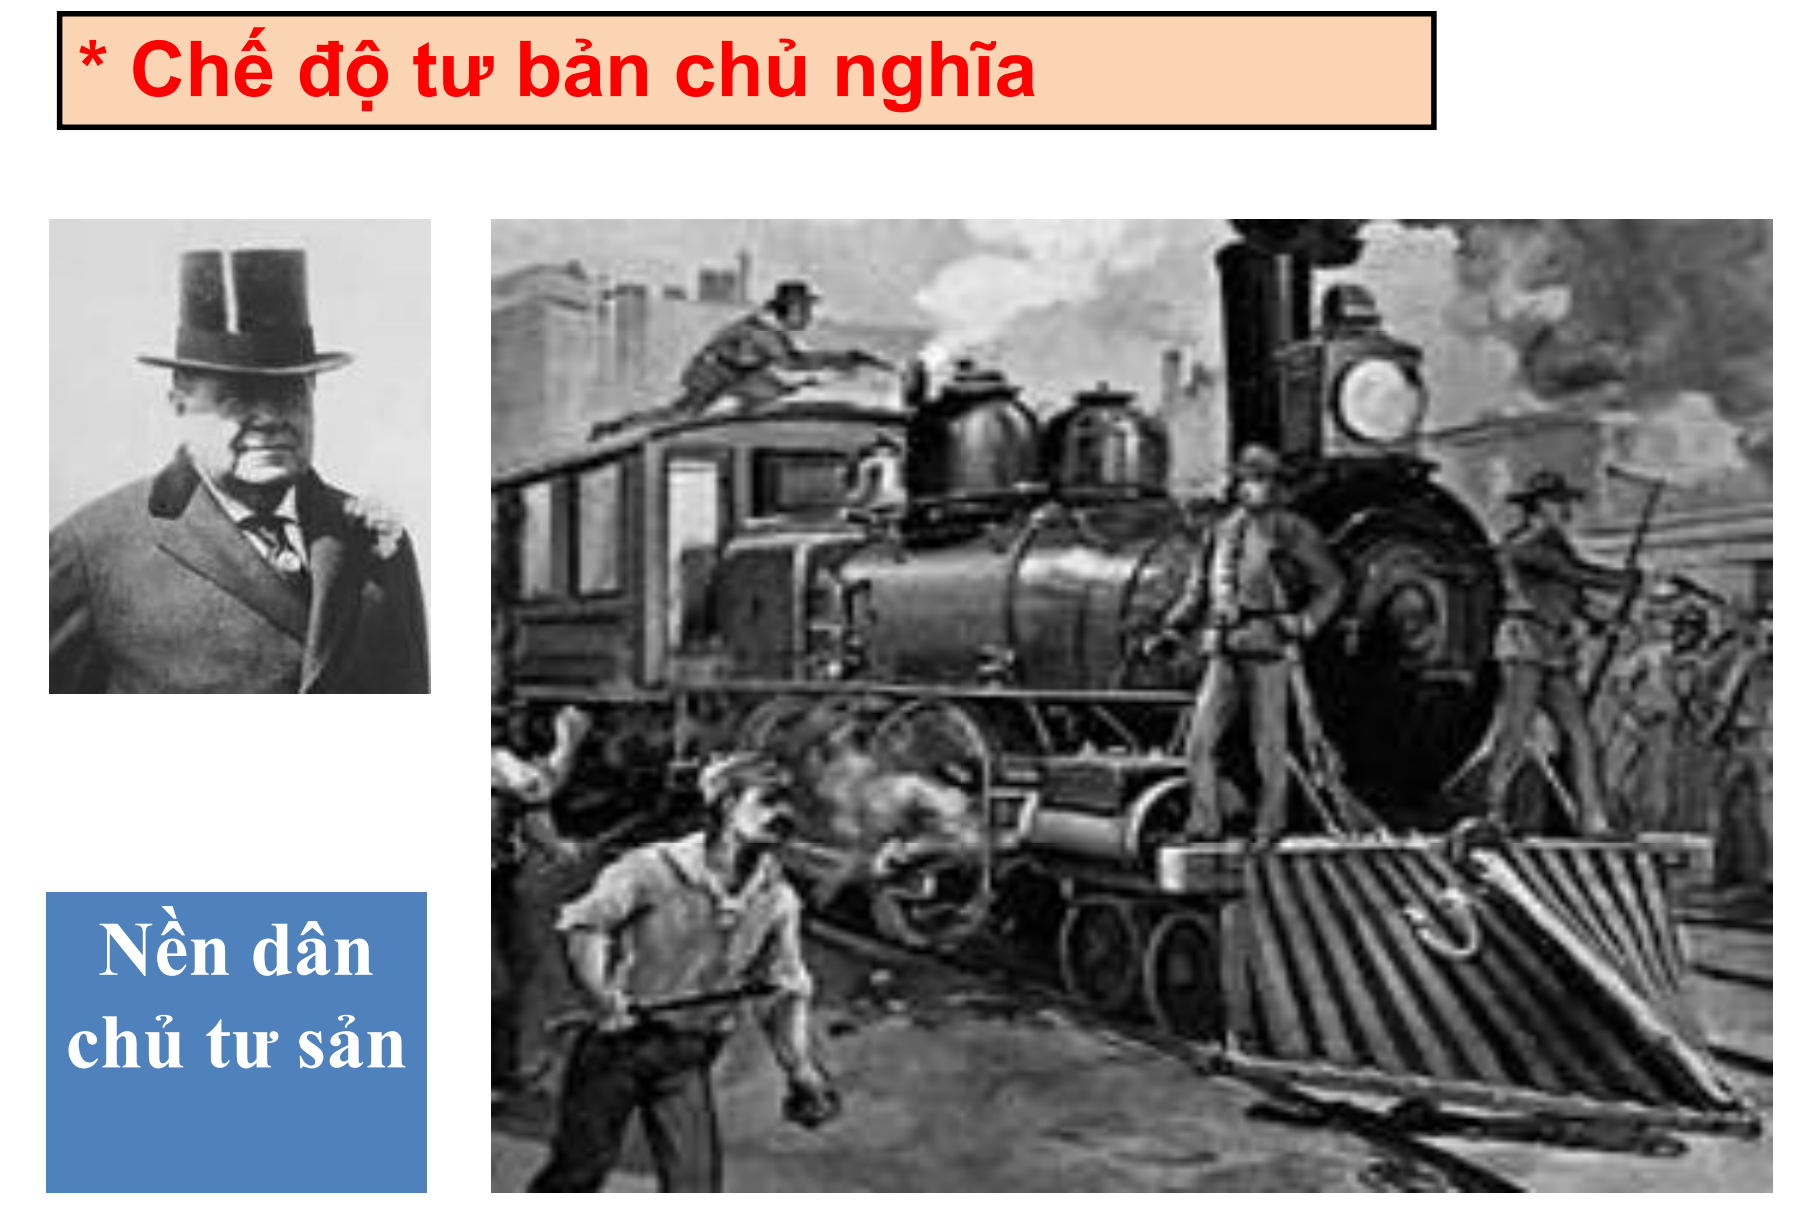 * Chế độ tư bản chủ nghĩa
Nền dân
chủ tư sản